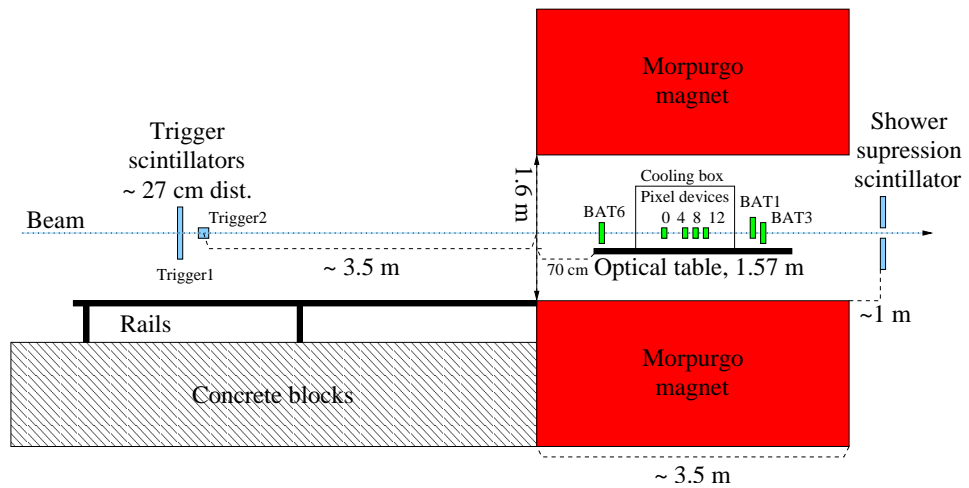 Morpurgo
magnet
Trigger
scintillators
~ 27 cm dist.
Shower
supression
scintillator
1.6 m
Cooling box
Pixel devices
0 4 8 12
BAT6
BAT1
BAT3
Beam
Trigger2
Trigger1
~ 3.5 m
70 cm
Optical table, 1.57 m
~1 m
Rails
Concrete blocks
Morpurgo
magnet
~ 3.5 m